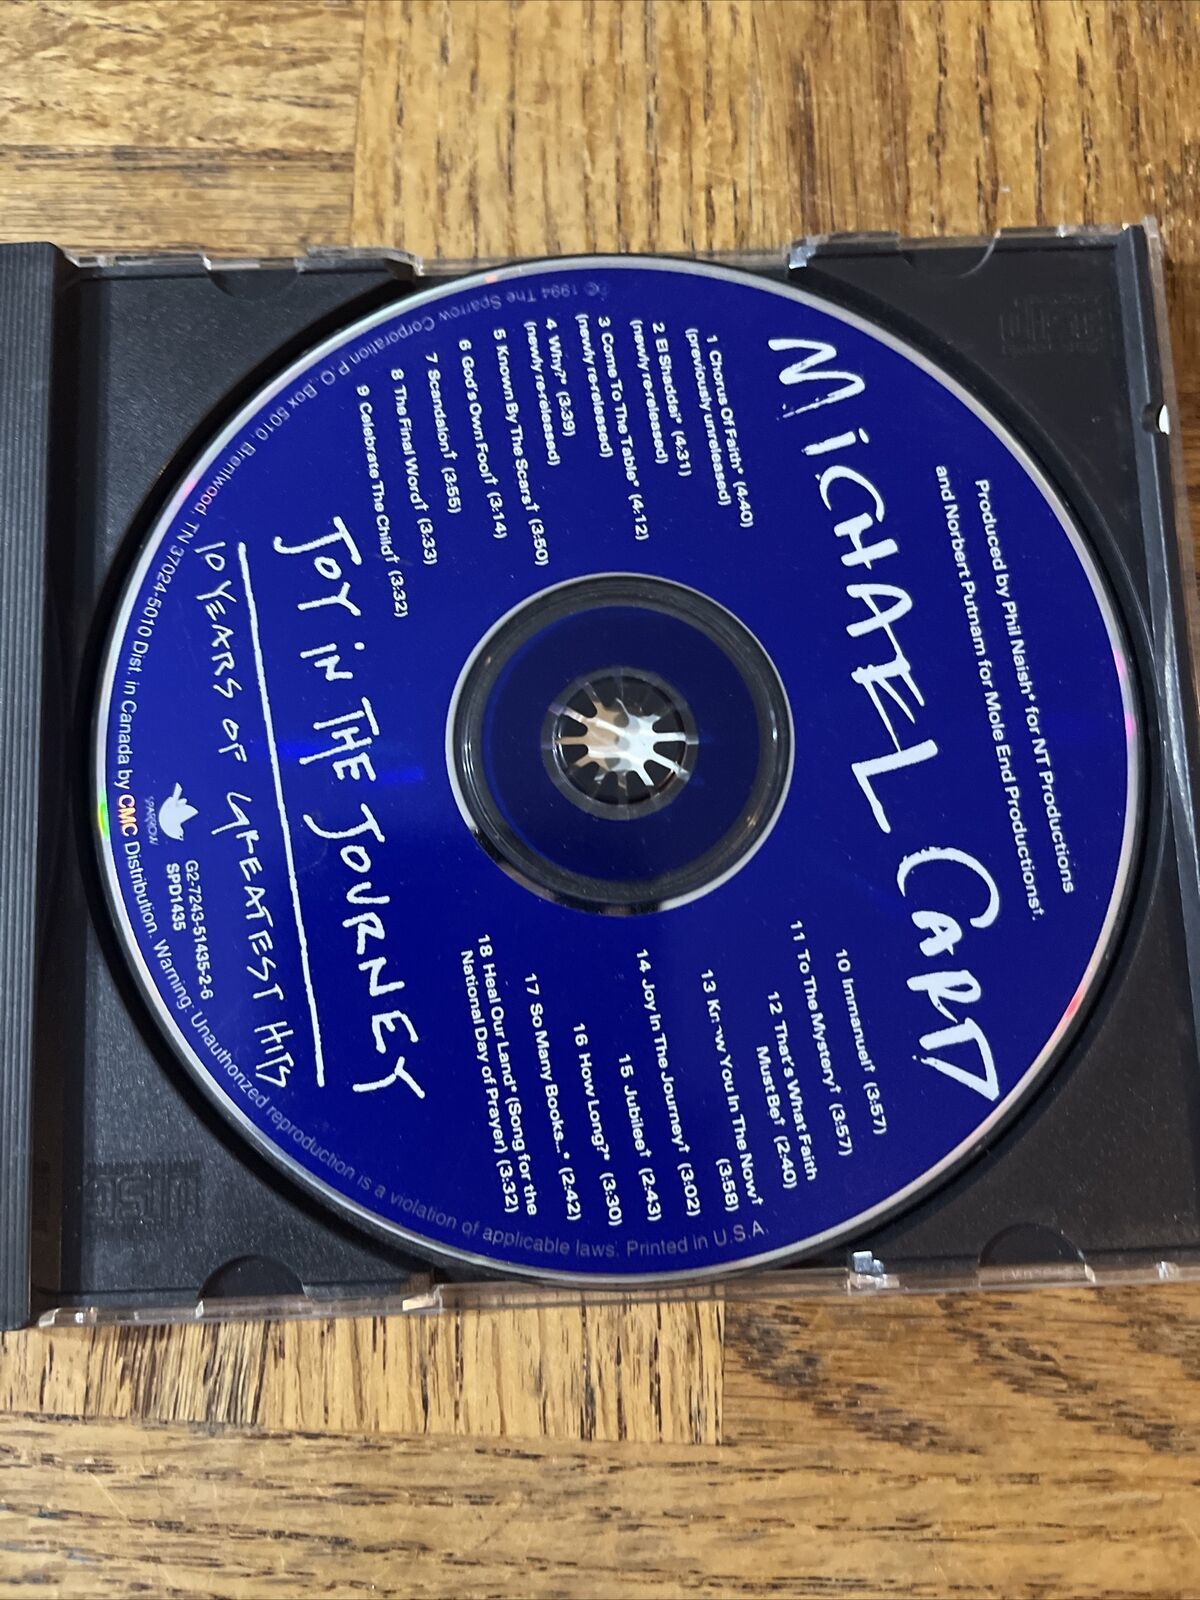 MICHAEL CARD
Produced by Phil Naish* for NT Productions
and Norbert Putnam for Mole End Productions†.
1 Chorus Of Faith* (4:40)
(previously unreleased)
2 El Shaddai* (4:31)
(newly re-released)
3 Come To The Table* (4:12)
(newly re-released)
4 Why?* (3:39)
(newly re-released)
5 Known By The Scars† (3:50)
6 God's Own Fool† (3:14)
7 Scandalon† (3:55)
8 The Final Word† (3:33)
9 Celebrate The Child† (3:32)
10 Immanuel† (3:57)
11 To The Mystery† (3:57)
12 That's What Faith
Must Be† (2:40)
13 Know You In The Now†
(3:58)
14 Joy In The Journey† (3:02)
15 Jubilee† (2:43)
16 How Long?* (3:30)
17 So Many Books...* (2:42)
18 Heal Our Land* (Song for the
National Day of Prayer) (3:32)
JOY iN THE JOURNEY
10 YEARS OF GREATEST HITS
SPARROW
G2-7243-51435-2-6
SPD1435
© 1994 The Sparrow Corporation P.O. Box 5010, Brentwood, TN 37024-5010 Dist. in Canada by CMC Distribution. Warning: Unauthorized reproduction is a violation of applicable laws. Printed in U.S.A.